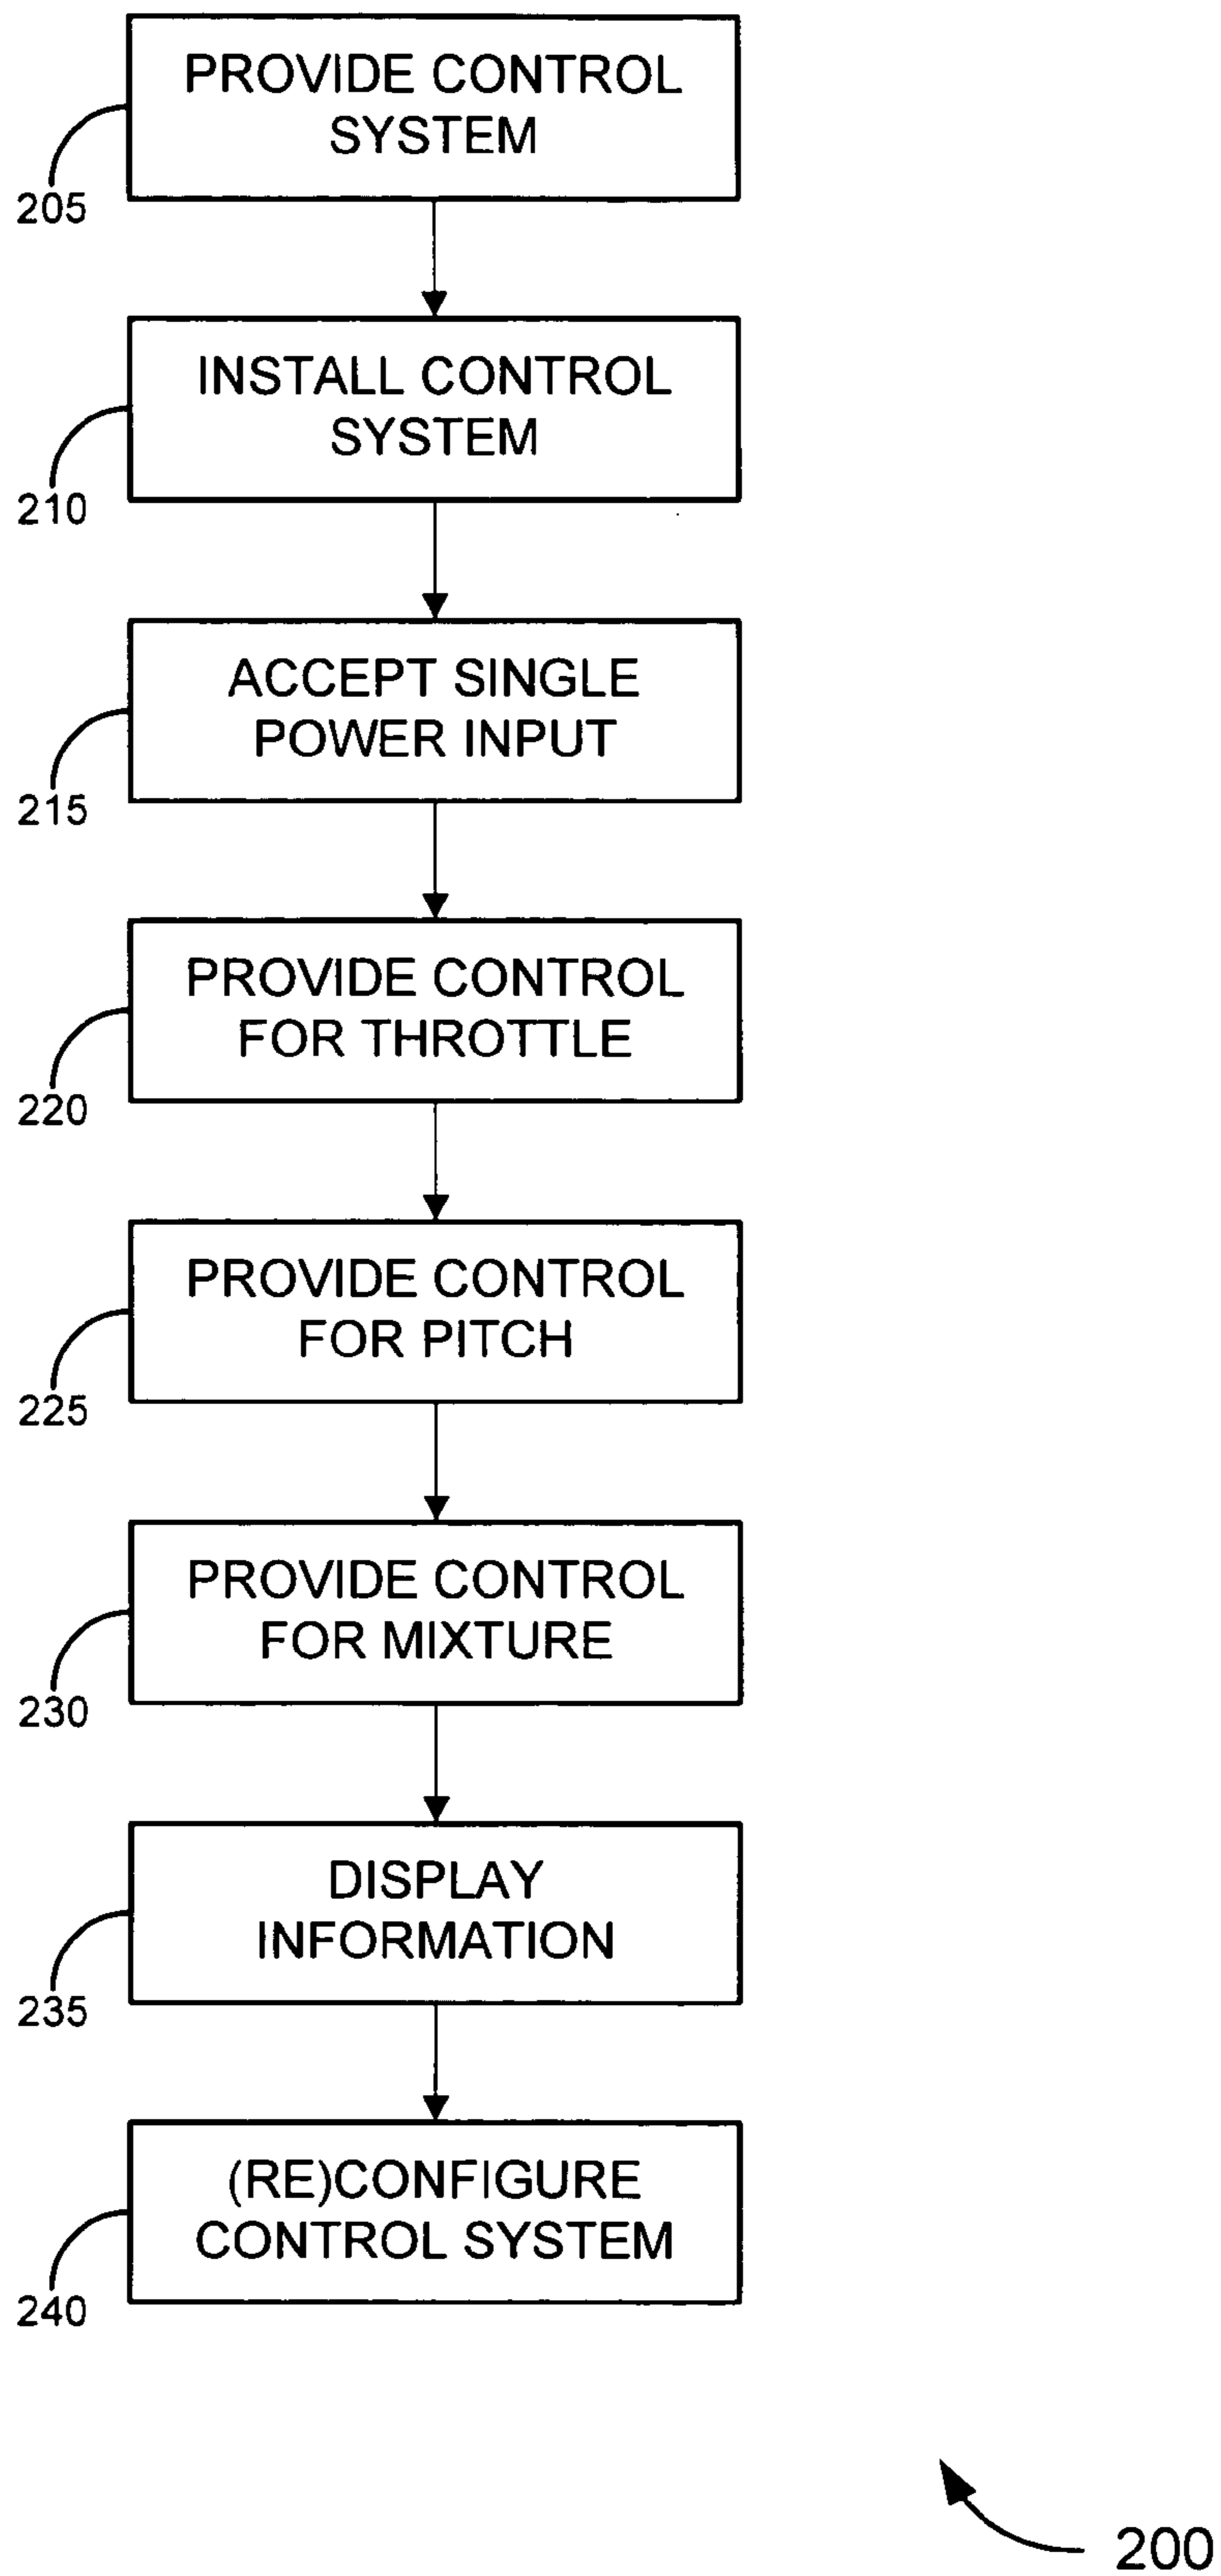 PROVIDE CONTROL
SYSTEM
205
INSTALL CONTROL
SYSTEM
210
ACCEPT SINGLE
POWER INPUT
215
PROVIDE CONTROL
FOR THROTTLE
220
PROVIDE CONTROL
FOR PITCH
225
PROVIDE CONTROL
FOR MIXTURE
230
DISPLAY
INFORMATION
235
(RE)CONFIGURE
CONTROL SYSTEM
240
200